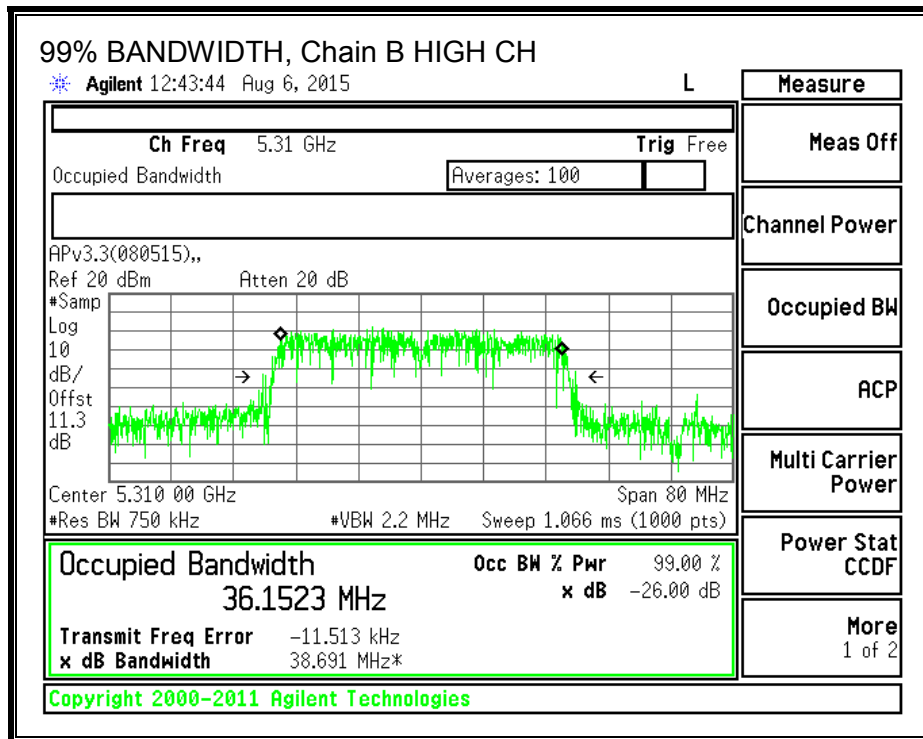 99% BANDWIDTH, Chain B HIGH CH
Agilent 12:43:44 Aug 6, 2015 L
Measure
Ch Freq 5.31 GHz Trig Free
Meas Off
Occupied Bandwidth Averages: 100
Channel Power
APv3.3(080515),,
Ref 20 dBm Atten 20 dB
#Samp
Log
10
dB/
Offst
11.3
dB
Occupied BW
ACP
Multi Carrier
Power
Center 5.310 00 GHz Span 80 MHz
#Res BW 750 kHz #VBW 2.2 MHz Sweep 1.066 ms (1000 pts)
Power Stat
CCDF
Occupied Bandwidth Occ BW % Pwr 99.00 %
36.1523 MHz x dB -26.00 dB
Transmit Freq Error -11.513 kHz
x dB Bandwidth 38.691 MHz*
More
1 of 2
Copyright 2000-2011 Agilent Technologies